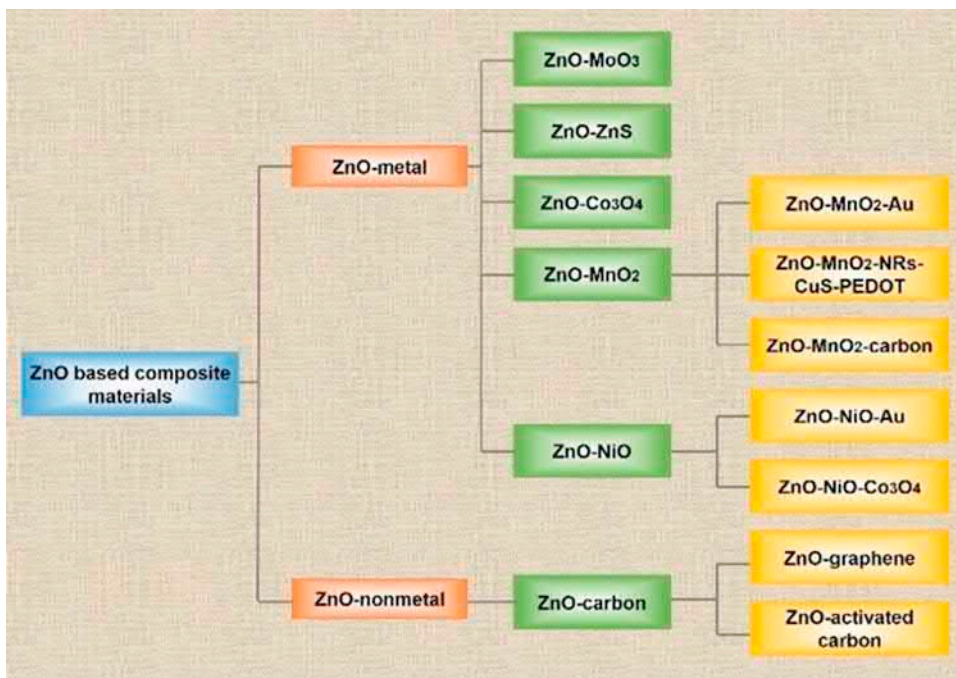 ZnO-MoO3
ZnO-ZnS
ZnO-metal
ZnO-Co3O4
ZnO-MnO2-Au
ZnO-MnO2
ZnO-MnO2-NRs-
CuS-PEDOT
ZnO-MnO2-carbon
ZnO based composite
materials
ZnO-NiO-Au
ZnO-NiO
ZnO-NiO-Co3O4
ZnO-graphene
ZnO-nonmetal
ZnO-carbon
ZnO-activated
carbon